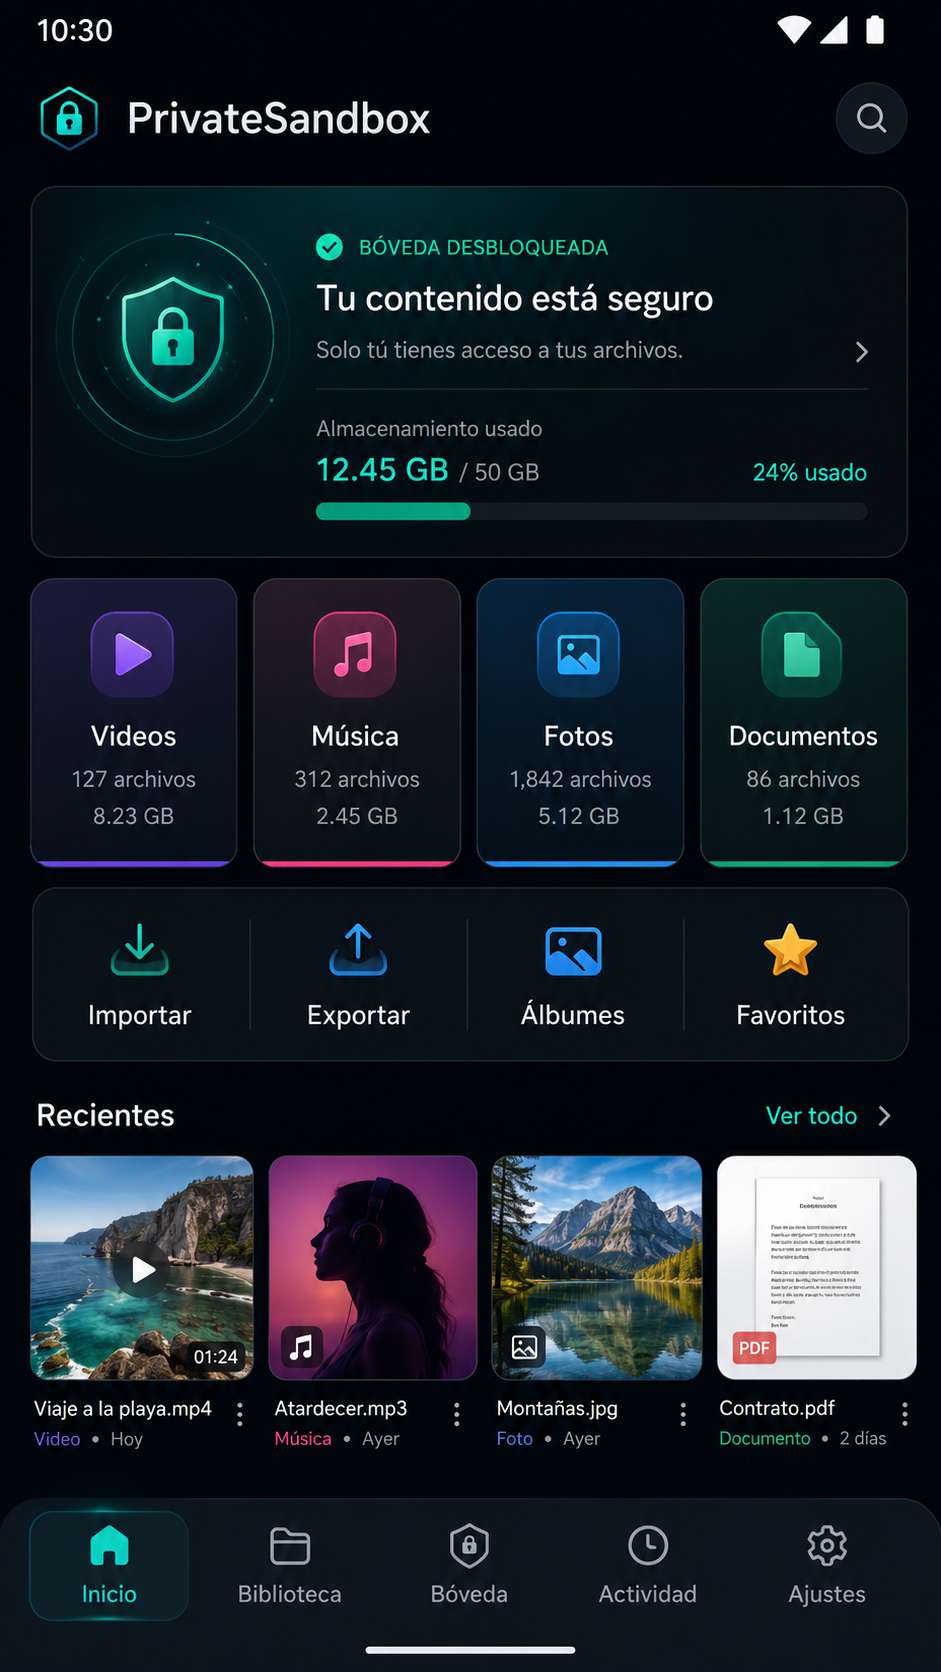 10:30
PrivateSandbox
BÓVEDA DESBLOQUEADA
Tu contenido está seguro
Solo tú tienes acceso a tus archivos.
Almacenamiento usado
12.45 GB / 50 GB 24% usado
Videos
127 archivos
8.23 GB
Música
312 archivos
2.45 GB
Fotos
1,842 archivos
5.12 GB
Documentos
86 archivos
1.12 GB
Importar
Exportar
Álbumes
Favoritos
Recientes
Ver todo
01:24
PDF
Viaje a la playa.mp4
Video • Hoy
Atardecer.mp3
Música • Ayer
Montañas.jpg
Foto • Ayer
Contrato.pdf
Documento • 2 días
Inicio
Biblioteca
Bóveda
Actividad
Ajustes